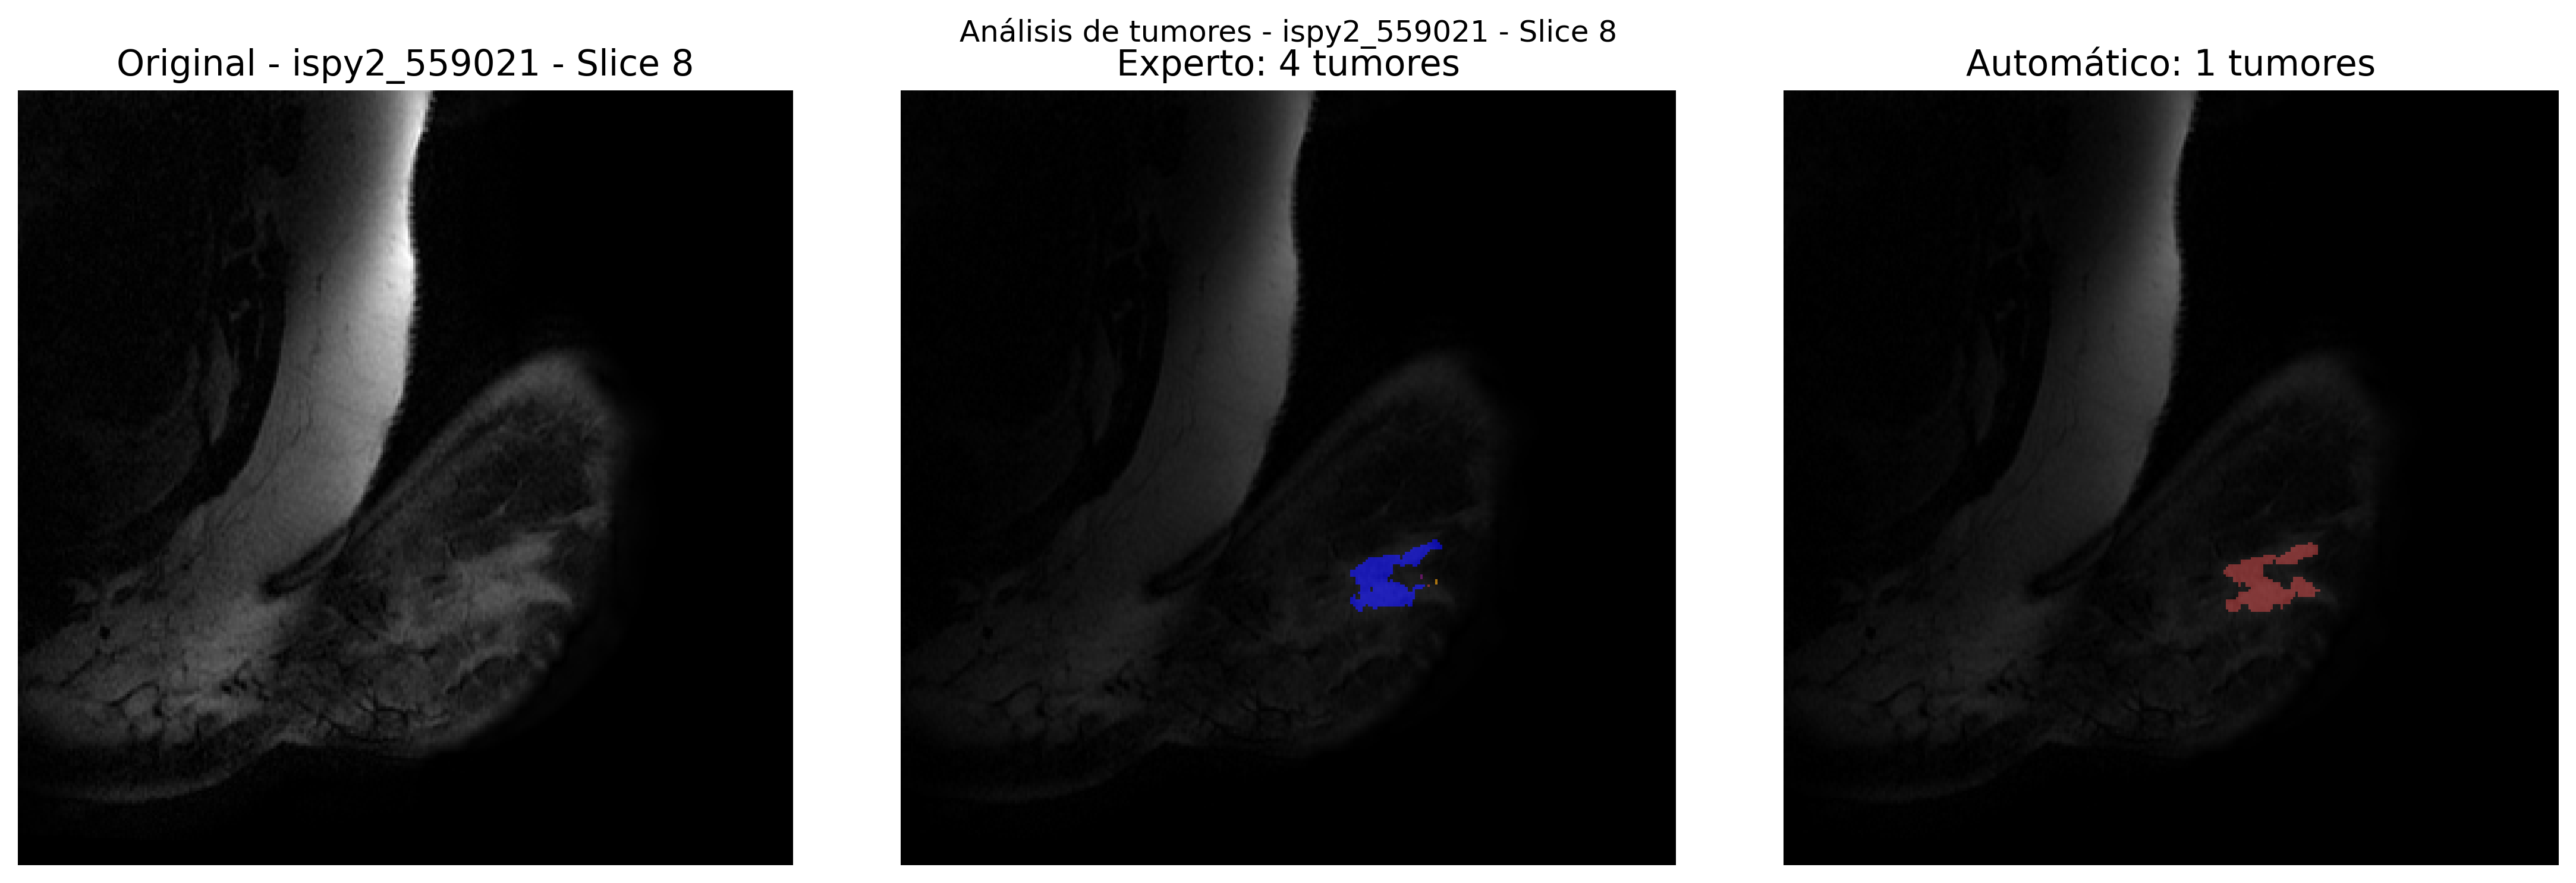 Análisis de tumores - ispy2_559021 - Slice 8
Original - ispy2_559021 - Slice 8
Experto: 4 tumores
Automático: 1 tumores